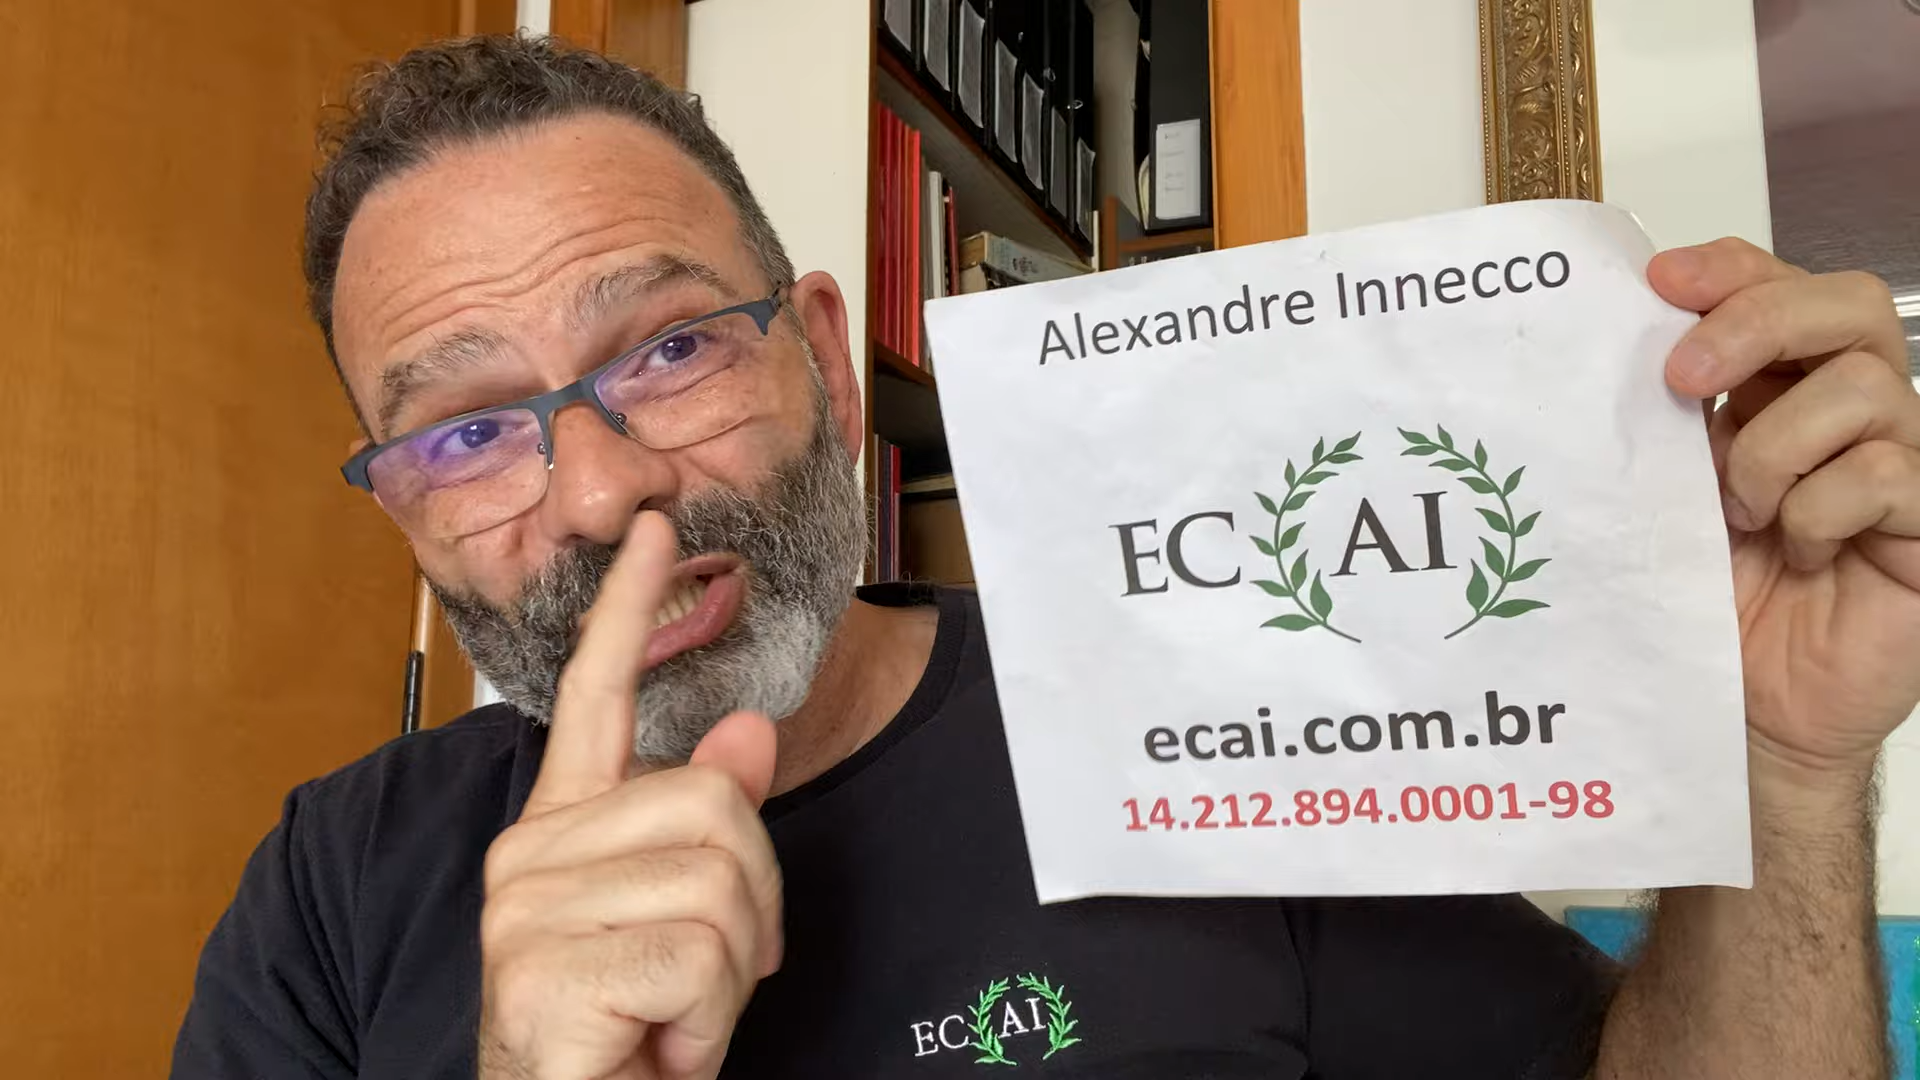 Alexandre Innecco
EC AI
ecai.com.br
14.212.894.0001-98
EC AI